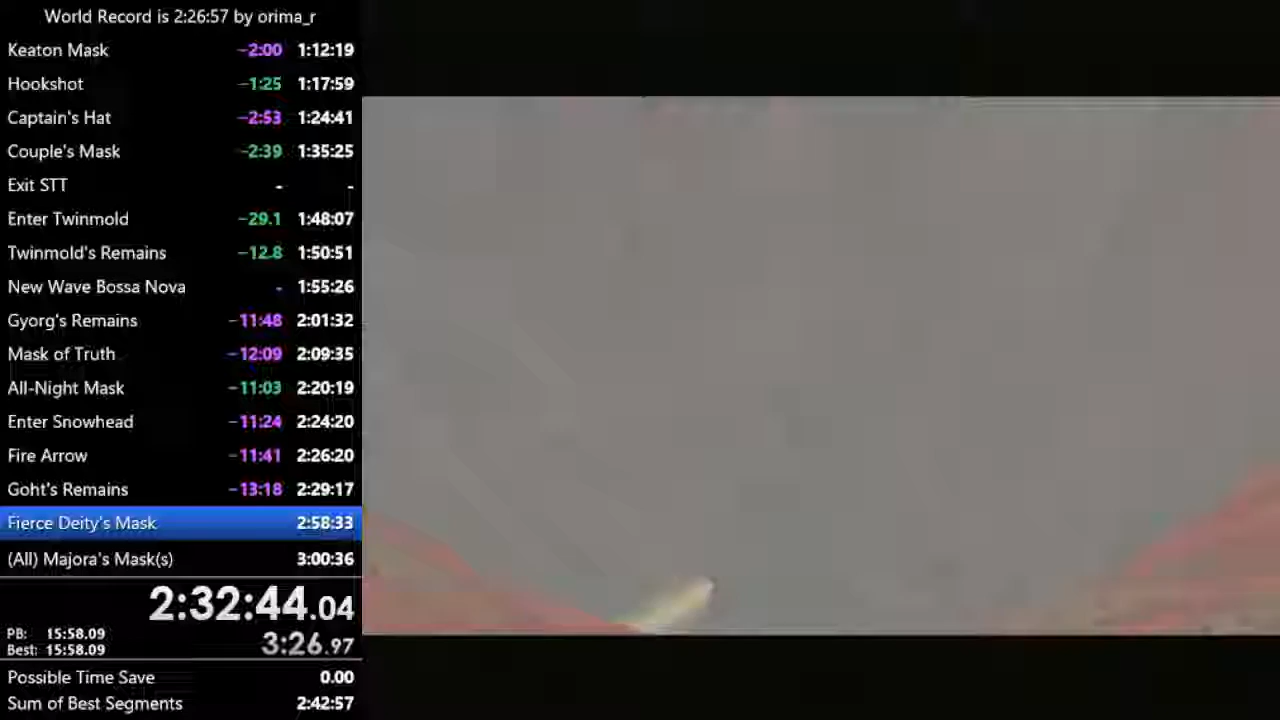 World Record is 2:26:57 by orima_r
Keaton Mask -2:00 1:12:19
Hookshot -1:25 1:17:59
Captain's Hat -2:53 1:24:41
Couple's Mask -2:39 1:35:25
Exit STT - -
Enter Twinmold -29.1 1:48:07
Twinmold's Remains -12.8 1:50:51
New Wave Bossa Nova - 1:55:26
Gyorg's Remains -11:48 2:01:32
Mask of Truth -12:09 2:09:35
All-Night Mask -11:03 2:20:19
Enter Snowhead -11:24 2:24:20
Fire Arrow -11:41 2:26:20
Goht's Remains -13:18 2:29:17
Fierce Deity's Mask 2:58:33
(All) Majora's Mask(s) 3:00:36
2:32:44.04
PB: 15:58.09
Best: 15:58.09 3:26.97
Possible Time Save 0.00
Sum of Best Segments 2:42:57